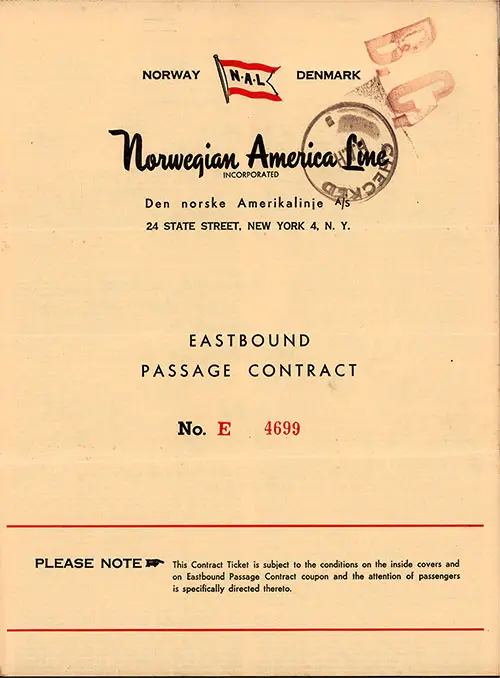 B.C.
NORWAY N·A·L DENMARK
CHECKED
Norwegian America Line
INCORPORATED
Den norske Amerikalinje A/S
24 STATE STREET, NEW YORK 4, N. Y.
EASTBOUND
PASSAGE CONTRACT
No. E 4699
PLEASE NOTE ☛ This Contract Ticket is subject to the conditions on the inside covers and
on Eastbound Passage Contract coupon and the attention of passengers
is specifically directed thereto.